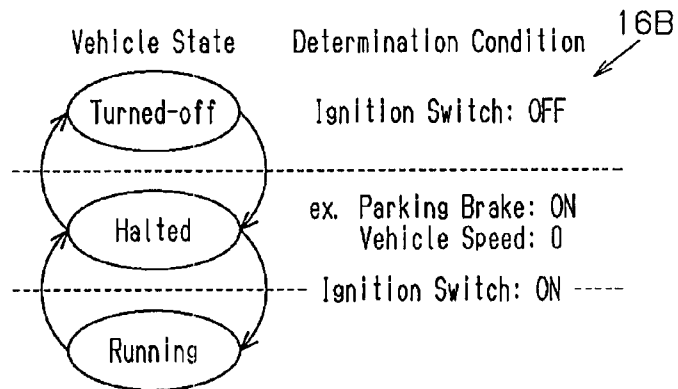 16B
Vehicle State
Determination Condition
Turned-off
Ignition Switch: OFF
Halted
ex. Parking Brake: ON
Vehicle Speed: 0
Ignition Switch: ON
Running